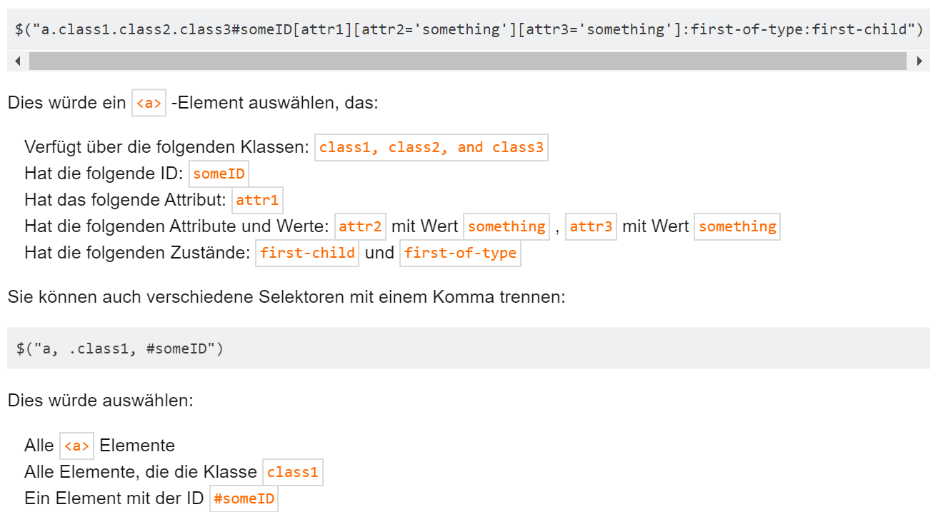 $("a.class1.class2.class3#someID[attr1][attr2='something'][attr3='something']:first-of-type:first-child")
Dies würde ein <a> -Element auswählen, das:
Verfügt über die folgenden Klassen: class1, class2, and class3
Hat die folgende ID: someID
Hat das folgende Attribut: attr1
Hat die folgenden Attribute und Werte: attr2 mit Wert something , attr3 mit Wert something
Hat die folgenden Zustände: first-child und first-of-type
Sie können auch verschiedene Selektoren mit einem Komma trennen:
$("a, .class1, #someID")
Dies würde auswählen:
Alle <a> Elemente
Alle Elemente, die die Klasse class1
Ein Element mit der ID #someID